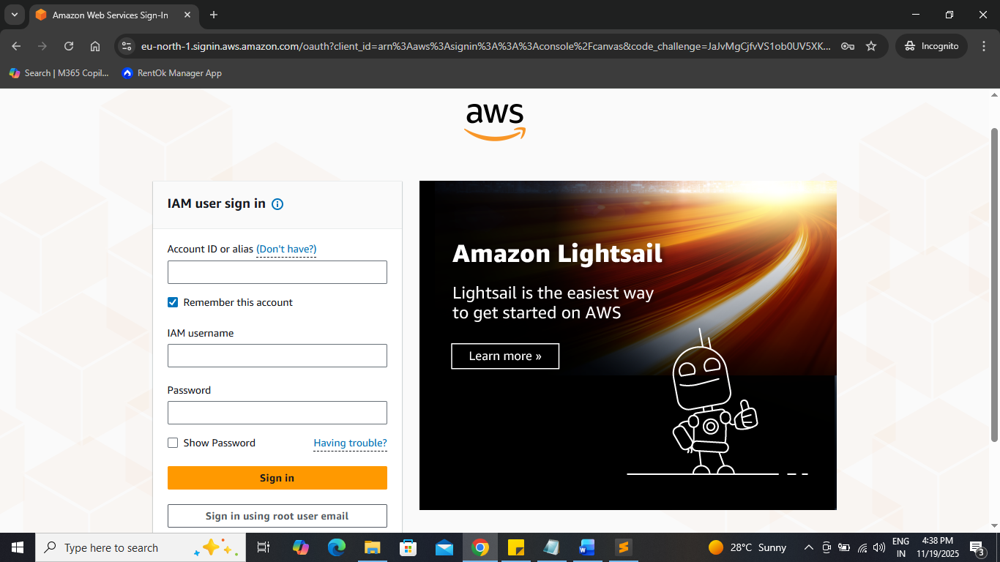 Amazon Web Services Sign-In
eu-north-1.signin.aws.amazon.com/oauth?client_id=arn%3Aaws%3Asignin%3A%3A%3Aconsole%2Fcanvas&code_challenge=JaJvMgCjfvVS1ob0UV5XK...
Incognito
Search | M365 Copil...
RentOk Manager App
aws
IAM user sign in
Account ID or alias (Don't have?)
Remember this account
IAM username
Password
Show Password
Having trouble?
Sign in
Sign in using root user email
Amazon Lightsail
Lightsail is the easiest way
to get started on AWS
Learn more »
Type here to search
28°C Sunny
ENG
IN
4:38 PM
11/19/2025
3